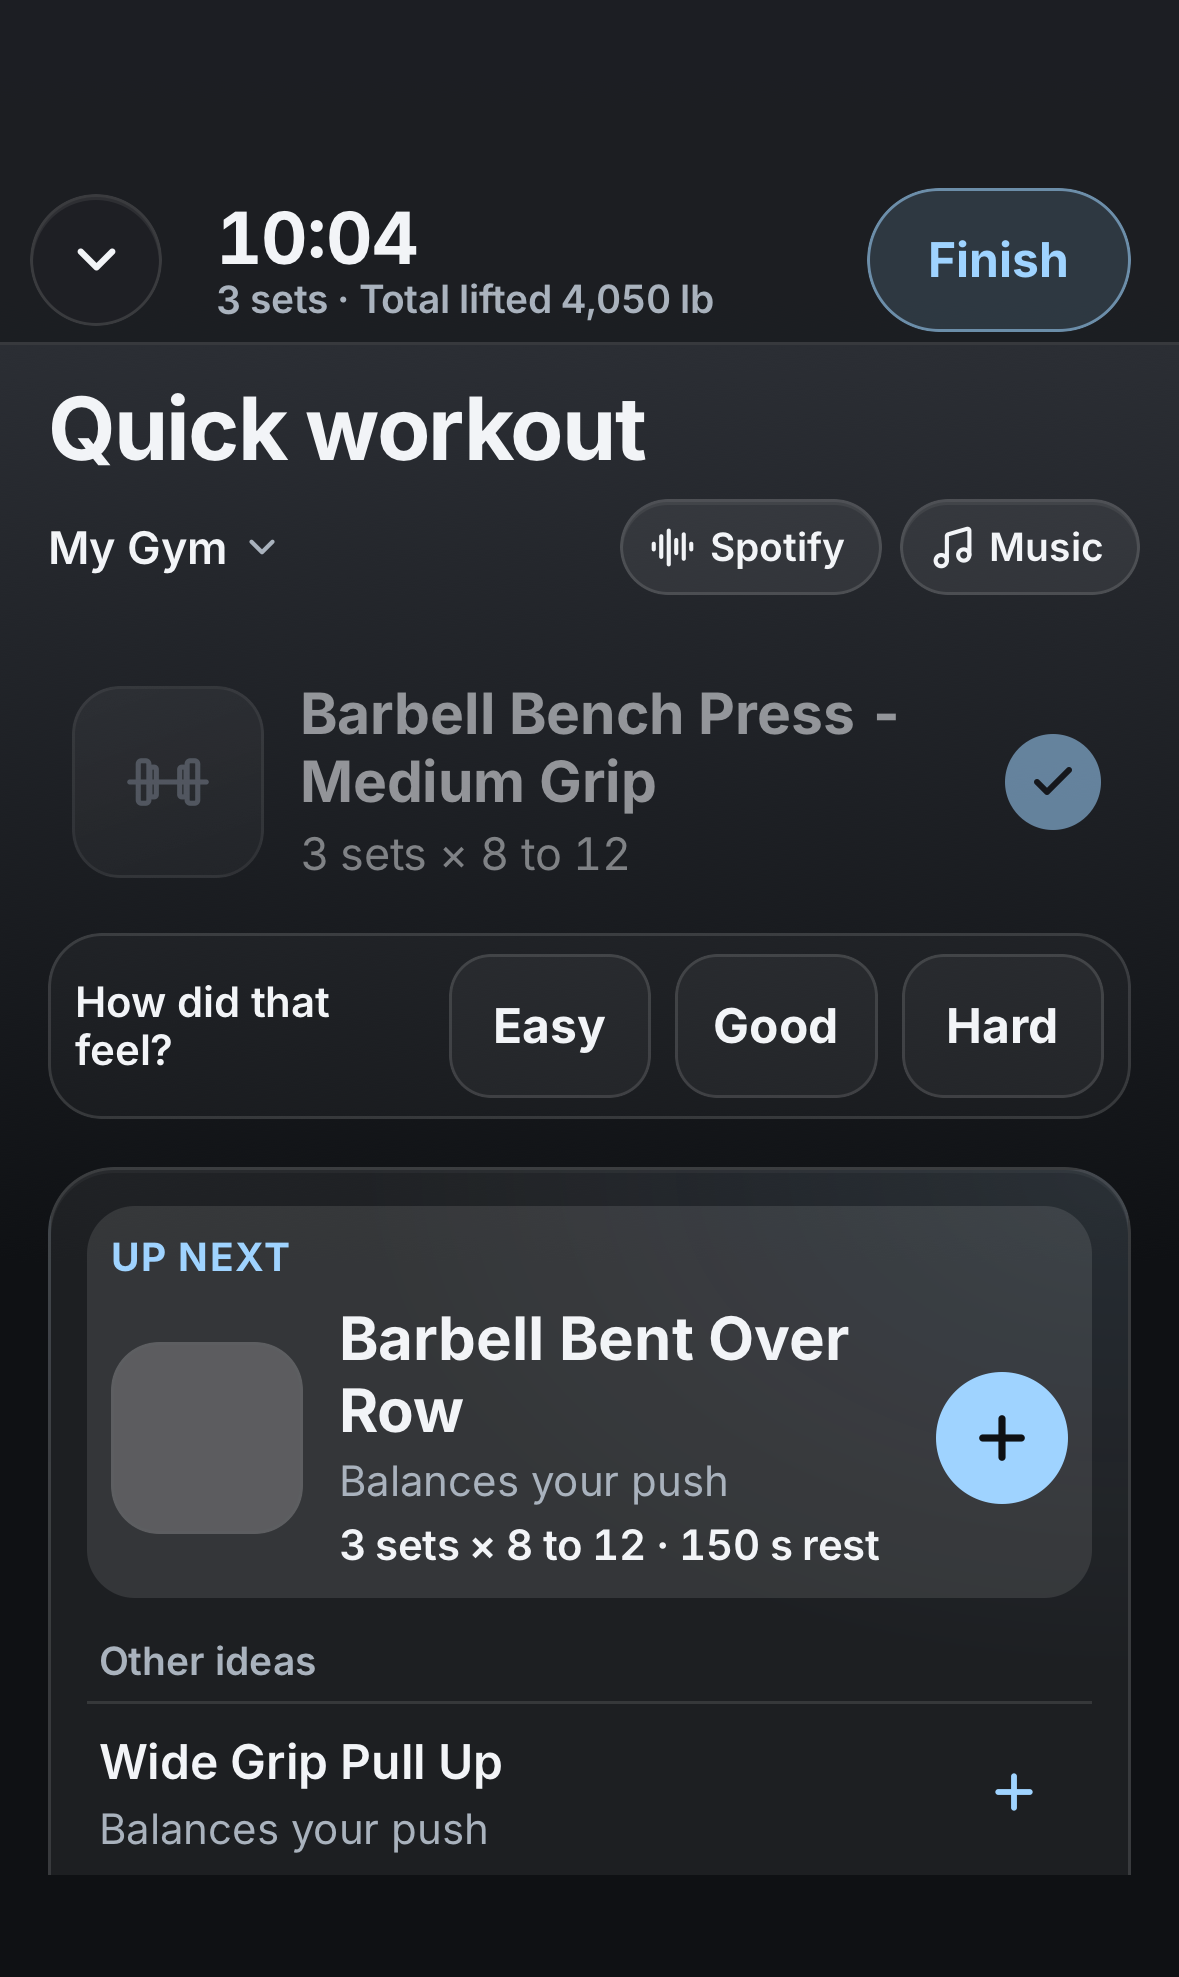 10:04
3 sets · Total lifted 4,050 lb
Finish
Quick workout
My Gym
Spotify
Music
Barbell Bench Press -
Medium Grip
3 sets × 8 to 12
How did that
feel?
Easy
Good
Hard
UP NEXT
Barbell Bent Over
Row
Balances your push
3 sets × 8 to 12 · 150 s rest
Other ideas
Wide Grip Pull Up
Balances your push